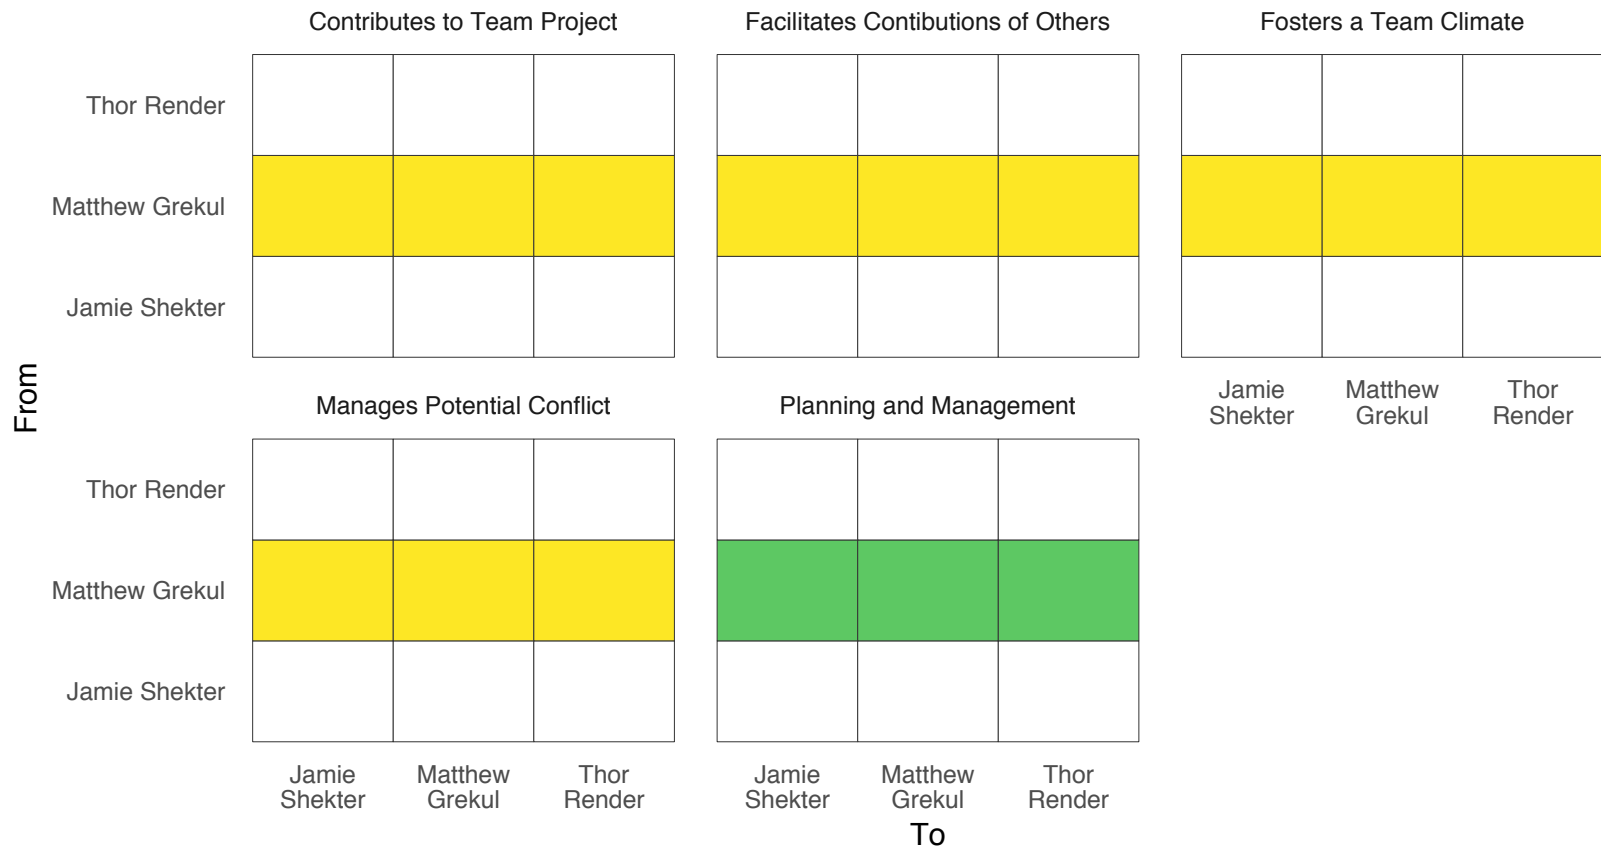 Contributes to Team Project
Facilitates Contibutions of Others
Fosters a Team Climate
Thor Render
Matthew Grekul
Jamie Shekter
From
Jamie
Shekter
Matthew
Grekul
Thor
Render
Manages Potential Conflict
Planning and Management
Thor Render
Matthew Grekul
Jamie Shekter
Jamie
Shekter
Matthew
Grekul
Thor
Render
Jamie
Shekter
Matthew
Grekul
Thor
Render
To